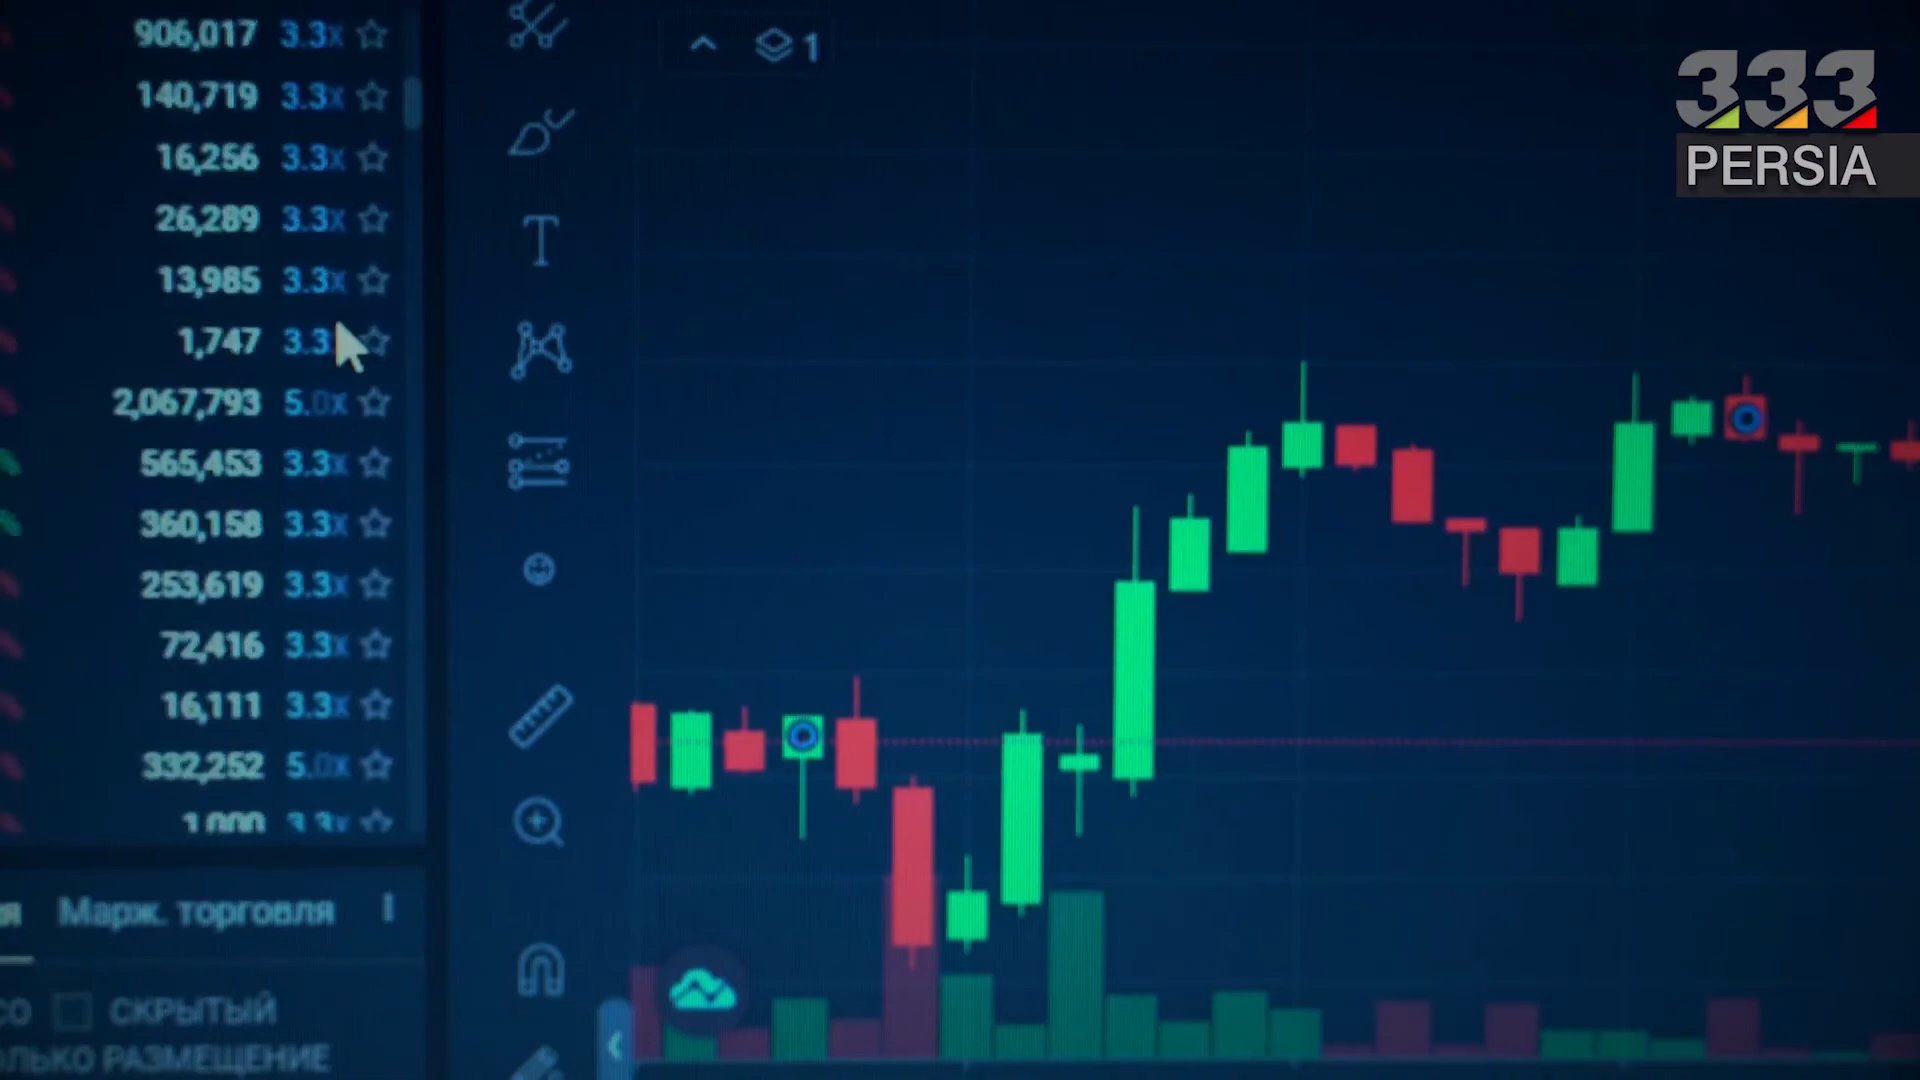 906,017 3.3x
140,719 3.3x
16,256 3.3x
26,289 3.3x
13,985 3.3x
1,747 3.3
2,067,793 5.0x
565,453 3.3x
360,158 3.3x
253,619 3.3x
72,416 3.3x
16,111 3.3x
332,252 5.0x
1
T
333
PERSIA
Марж. торговля
СКРЫТЫЙ
РАЗМЕЩЕНИЕ